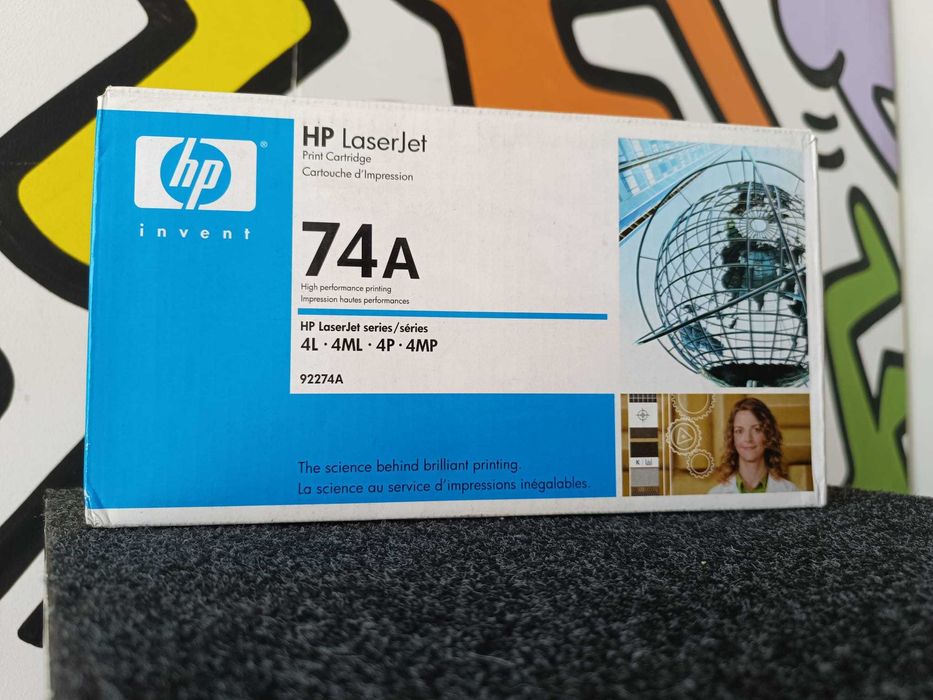 hp
®
invent
HP LaserJet
Print Cartridge
Cartouche d'Impression
74A
High performance printing
Impression hautes performances
HP LaserJet series/séries
4L · 4ML · 4P · 4MP
92274A
The science behind brilliant printing.
La science au service d'impressions inégalables.